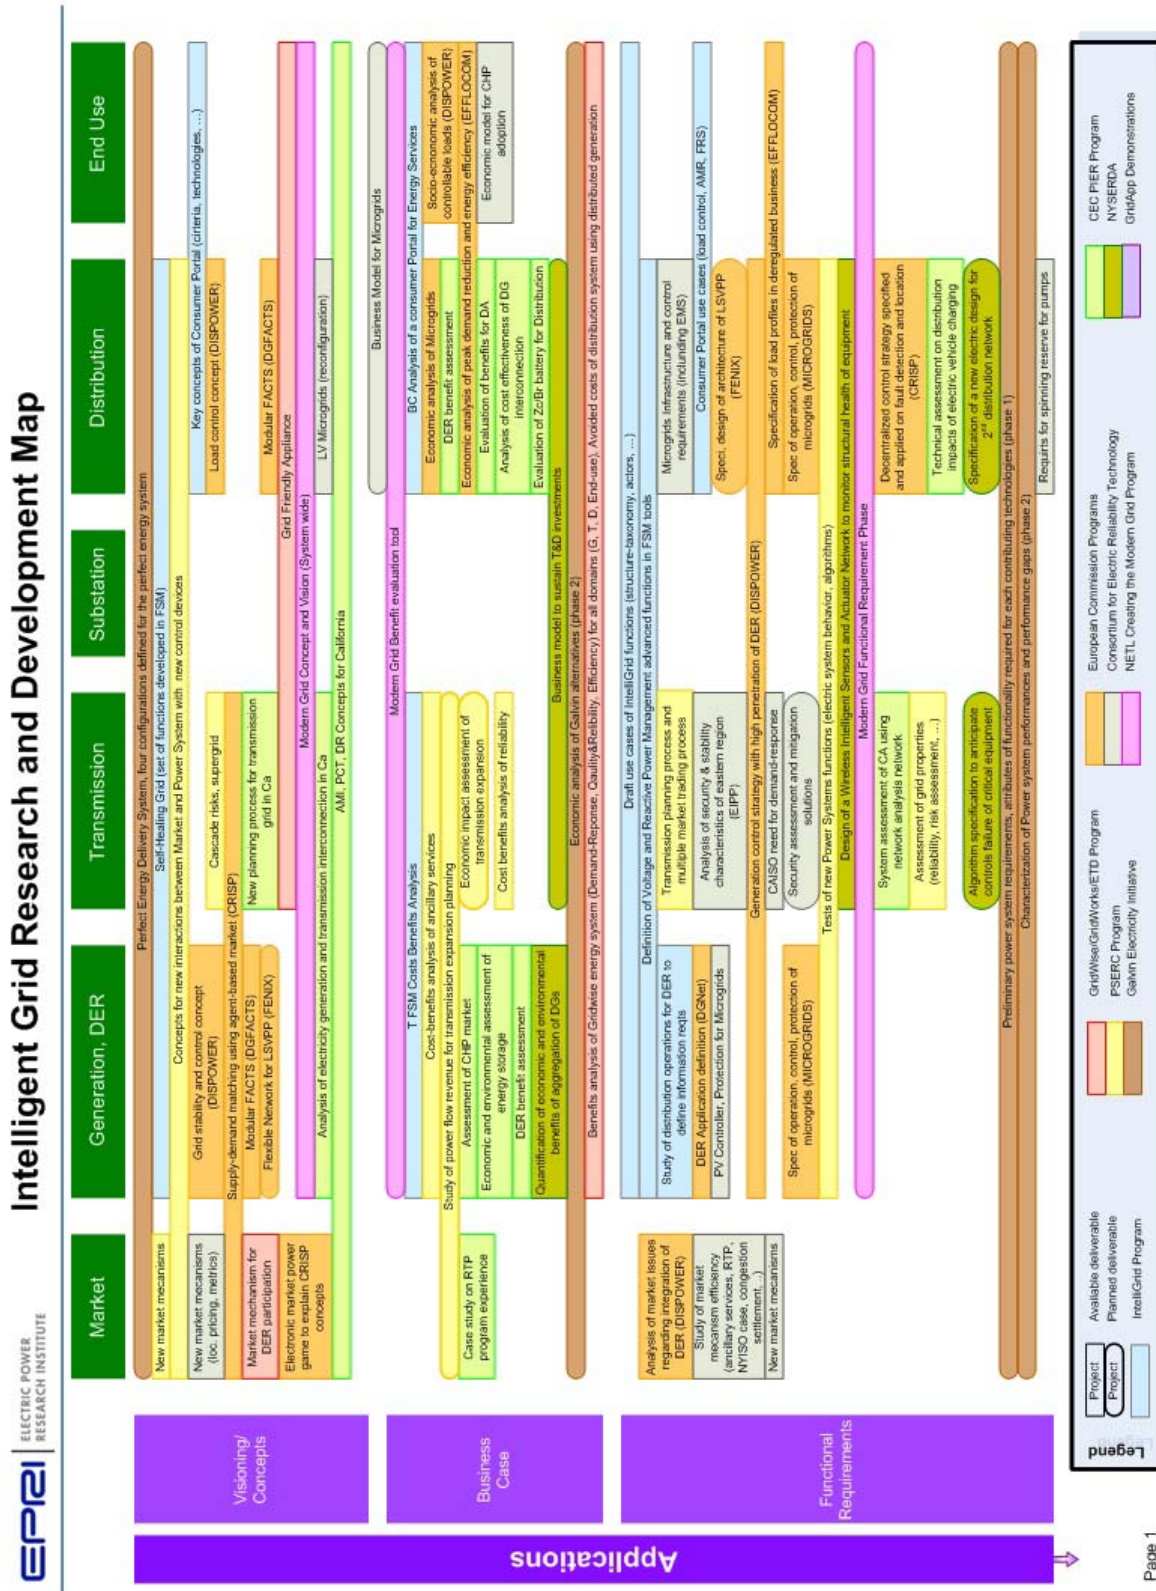 EPRI
ELECTRIC POWER
RESEARCH INSTITUTE
Intelligent Grid Research and Development Map
Market
Generation, DER
Transmission
Substation
Distribution
End Use
Applications
Visioning/
Concepts
Perfect Energy Delivery System, four configurations defined for the perfect energy system
Self-Healing Grid (set of functions developed in FSM)
New market mechanisms
Concepts for new interactions between Market and Power System with new control devices
New market mechanisms
(loc. pricing, metrics)
Grid stability and control concept
(DISPOWER)
Cascade risks, supergrid
Key concepts of Consumer Portal (cirteria, technologies, …)
Load control concept (DISPOWER)
Supply-demand matching using agent-based market (CRISP)
Market mechanism for
DER participation
Modular FACTS (DGFACTS)
Flexible Network for LSVPP (FENIX)
New planning process for transmission
grid in Ca
Modular FACTS (DGFACTS)
Grid Friendly Appliance
Electronic market power
game to explain CRISP
concepts
Modern Grid Concept and Vision (System wide)
Analysis of electricity generation and transmission interconnection in Ca
LV Microgrids (reconfiguration)
AMI, PCT, DR Concepts for California
Business
Case
Business Model for Microgrids
Modern Grid Benefit evaluation tool
T FSM Costs Benefits Analysis
BC Analysis of a consumer Portal for Energy Services
Cost-benefits analysis of ancillary services
Economic analysis of Microgrids
Socio-ecnonomic analysis of
controllable loads (DISPOWER)
Study of power flow revenue for transmission expansion planning
DER benefit assessment
Case study on RTP
program experience
Assessment of CHP market
Economic impact assessment of
transmission expansion
Economic analysis of peak demand reduction and energy efficiency (EFFLOCOM)
Evaluation of benefits for DA
Economic model for CHP
adoption
Economic and environmental assessment of
energy storage
Cost benefits analysis of reliability
Analysis of cost effectiveness of DG
interconnection
DER benefit assessment
Quantification of economic and environmental
benefits of aggregation of DGs
Evaluation of Zc/Br battery for Distribution
Business model to sustain T&D investments
Economic analysis of Galvin alternatives (phase 2)
Benefits analysis of Gridwise energy system (Demand-Reponse, Qaulity&Relibility, Efficiency) for all domains (G, T, D, End-use), Avoided costs of distribution system using distributed generation
Functional
Requirements
Draft use cases of IntelliGrid functions (structure-taxonomy, actors, …)
Definition of Voltage and Reactive Power Management advanced functions in FSM tools
Analysis of market issues
regarding integration of
DER (DISPOWER)
Study of distribution operations for DER to
define information reqts
Transmission planning process and
multiple market trading process
Microgrids Infrastructure and control
requirements (inclunding EMS)
Study of market
mecanism efficiency
(ancillary services, RTP,
NYISO case, congestion
settlement, ..)
DER Application definition (DGNet)
PV Controller, Protection for Microgrids
Analysis of security & stability
characteristics of eastern region
(EIPP)
Consumer Portal use cases (load control, AMR, FRS)
Speci, design of architecture of LSVPP
(FENIX)
Generation control strategy with high penetration of DER (DISPOWER)
New market mechanisms
CAISO need for demand-response
Specification of load profiles in deregulated business (EFFLOCOM)
Spec of operation, control, protection of
microgrids (MICROGRIDS)
Security assessment and mitigation
solutions
Spec of operation, control, protection of
microgrids (MICROGRIDS)
Tests of new Power Systems functions (electric system behavior, algorithms)
Design of a Wireless Intelligent Sensors and Actuator Network to monitor structural health of equipment
Modern Grid Functional Requirement Phase
System assessment of CA using
network analysis network
Decentralized control strategy specified
and applied on fault detection and location
(CRISP)
Assessment of grid properties
(reliability, risk assessment, …)
Technical assessment on distribution
impacts of electric vehicle charging
Algorithm specification to anticipate
controls failure of critical equipment
Specification of a new electric design for
2nd distribution network
Preliminary power system requirements, attributes of functionality required for each contributing technologies (phase 1)
Characterization of Power system performances and performance gaps (phase 2)
Requirts for spinning reserve for pumps
Legend
Project
Available deliverable
Project
Planned deliverable
IntelliGrid Program
GridWise/GridWorks/ETD Program
PSERC Program
Galvin Electricity Initiative
European Commission Programs
Consortium for Electric Reliability Technology
NETL Creating the Modern Grid Program
CEC PIER Program
NYSERDA
GridApp Demonstrations
Page 1